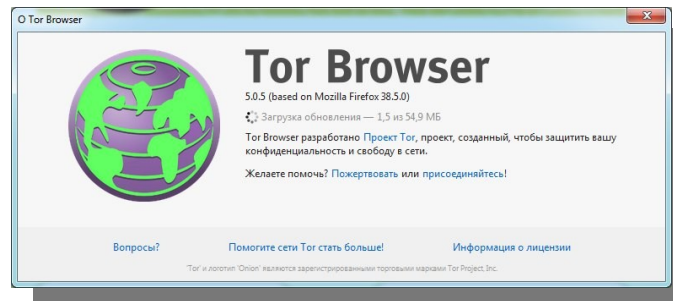 О Tor Browser
Tor Browser
5.0.5 (based on Mozilla Firefox 38.5.0)
Загрузка обновления — 1,5 из 54,9 МБ
Tor Browser разработано Проект Tor, проект, созданный, чтобы защитить вашу
конфиденциальность и свободу в сети.
Желаете помочь? Пожертвовать или присоединяйтесь!
Вопросы? Помогите сети Tor стать больше! Информация о лицензии
'Tor' и логотип 'Onion' являются зарегистрированными торговыми марками Tor Project, Inc.